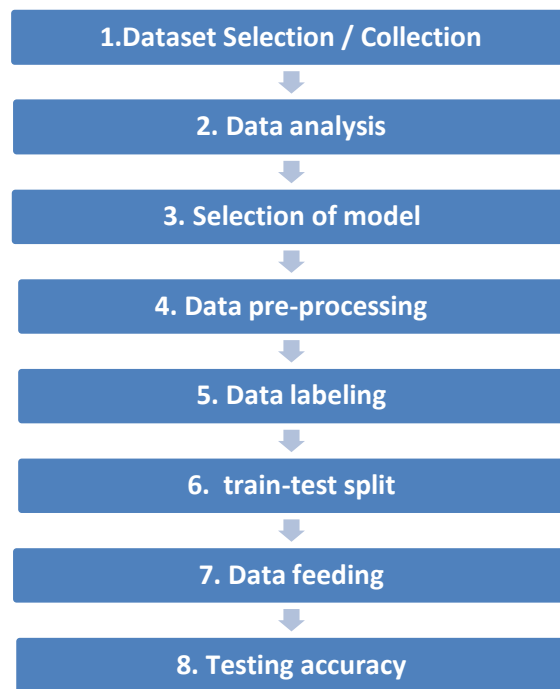 1.Dataset Selection / Collection
2. Data analysis
3. Selection of model
4. Data pre-processing
5. Data labeling
6. train-test split
7. Data feeding
8. Testing accuracy